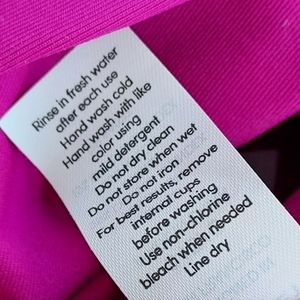 Rinse in fresh water
after each use
Hand wash cold
Hand wash with like
color using
mild detergent
Do not dry clean
Do not store when wet
Do not iron
For best results, remove
internal cups
before washing
Use non-chlorine
bleach when needed
Line dry